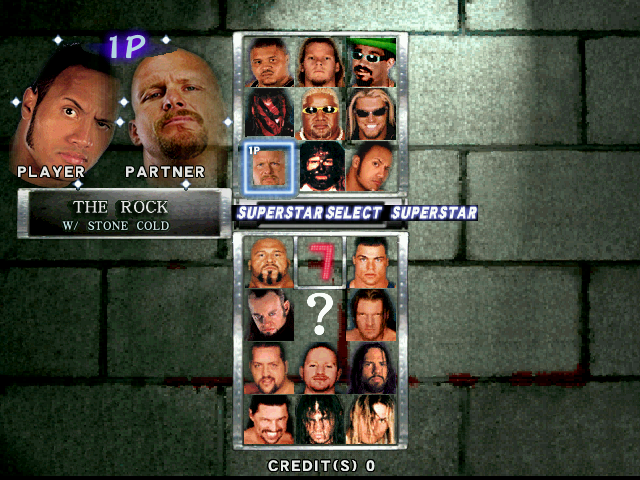 1P
PLAYER PARTNER
THE ROCK
W/ STONE COLD
1P
SUPERSTAR SELECT SUPERSTAR
7
?
CREDIT(S) 0